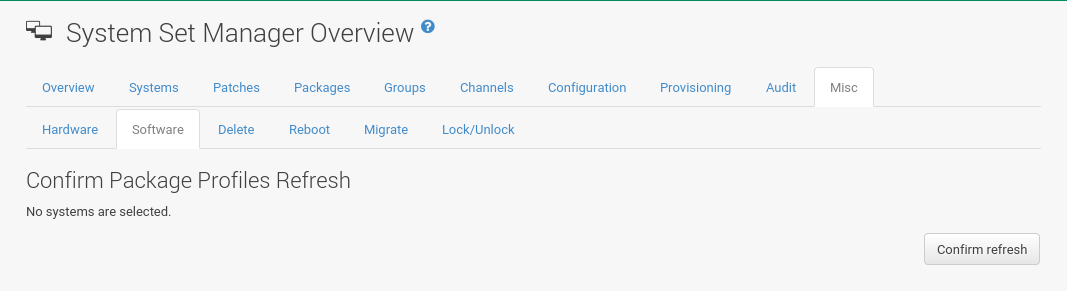 System Set Manager Overview ?
Overview Systems Patches Packages Groups Channels Configuration Provisioning Audit Misc
Hardware Software Delete Reboot Migrate Lock/Unlock
Confirm Package Profiles Refresh
No systems are selected.
Confirm refresh